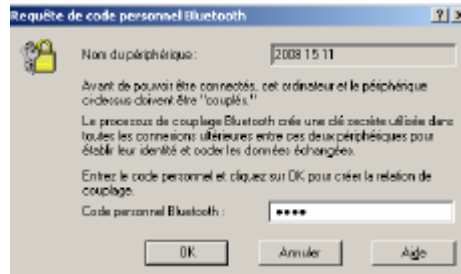 Requête de code personnel Bluetooth
Nom du périphérique : 2008 15 11
Avant de pouvoir être connectés, cet ordinateur et le périphérique
ci-dessus doivent être "couplés."
Le processus de couplage Bluetooth crée une clé secrète utilisée dans
toutes les connexions ultérieures entre ces deux périphériques pour
établir leur identité et coder les données échangées.
Entrez le code personnel et cliquez sur OK pour créer la relation de
couplage.
Code personnel Bluetooth : ••••
OK Annuler Aide